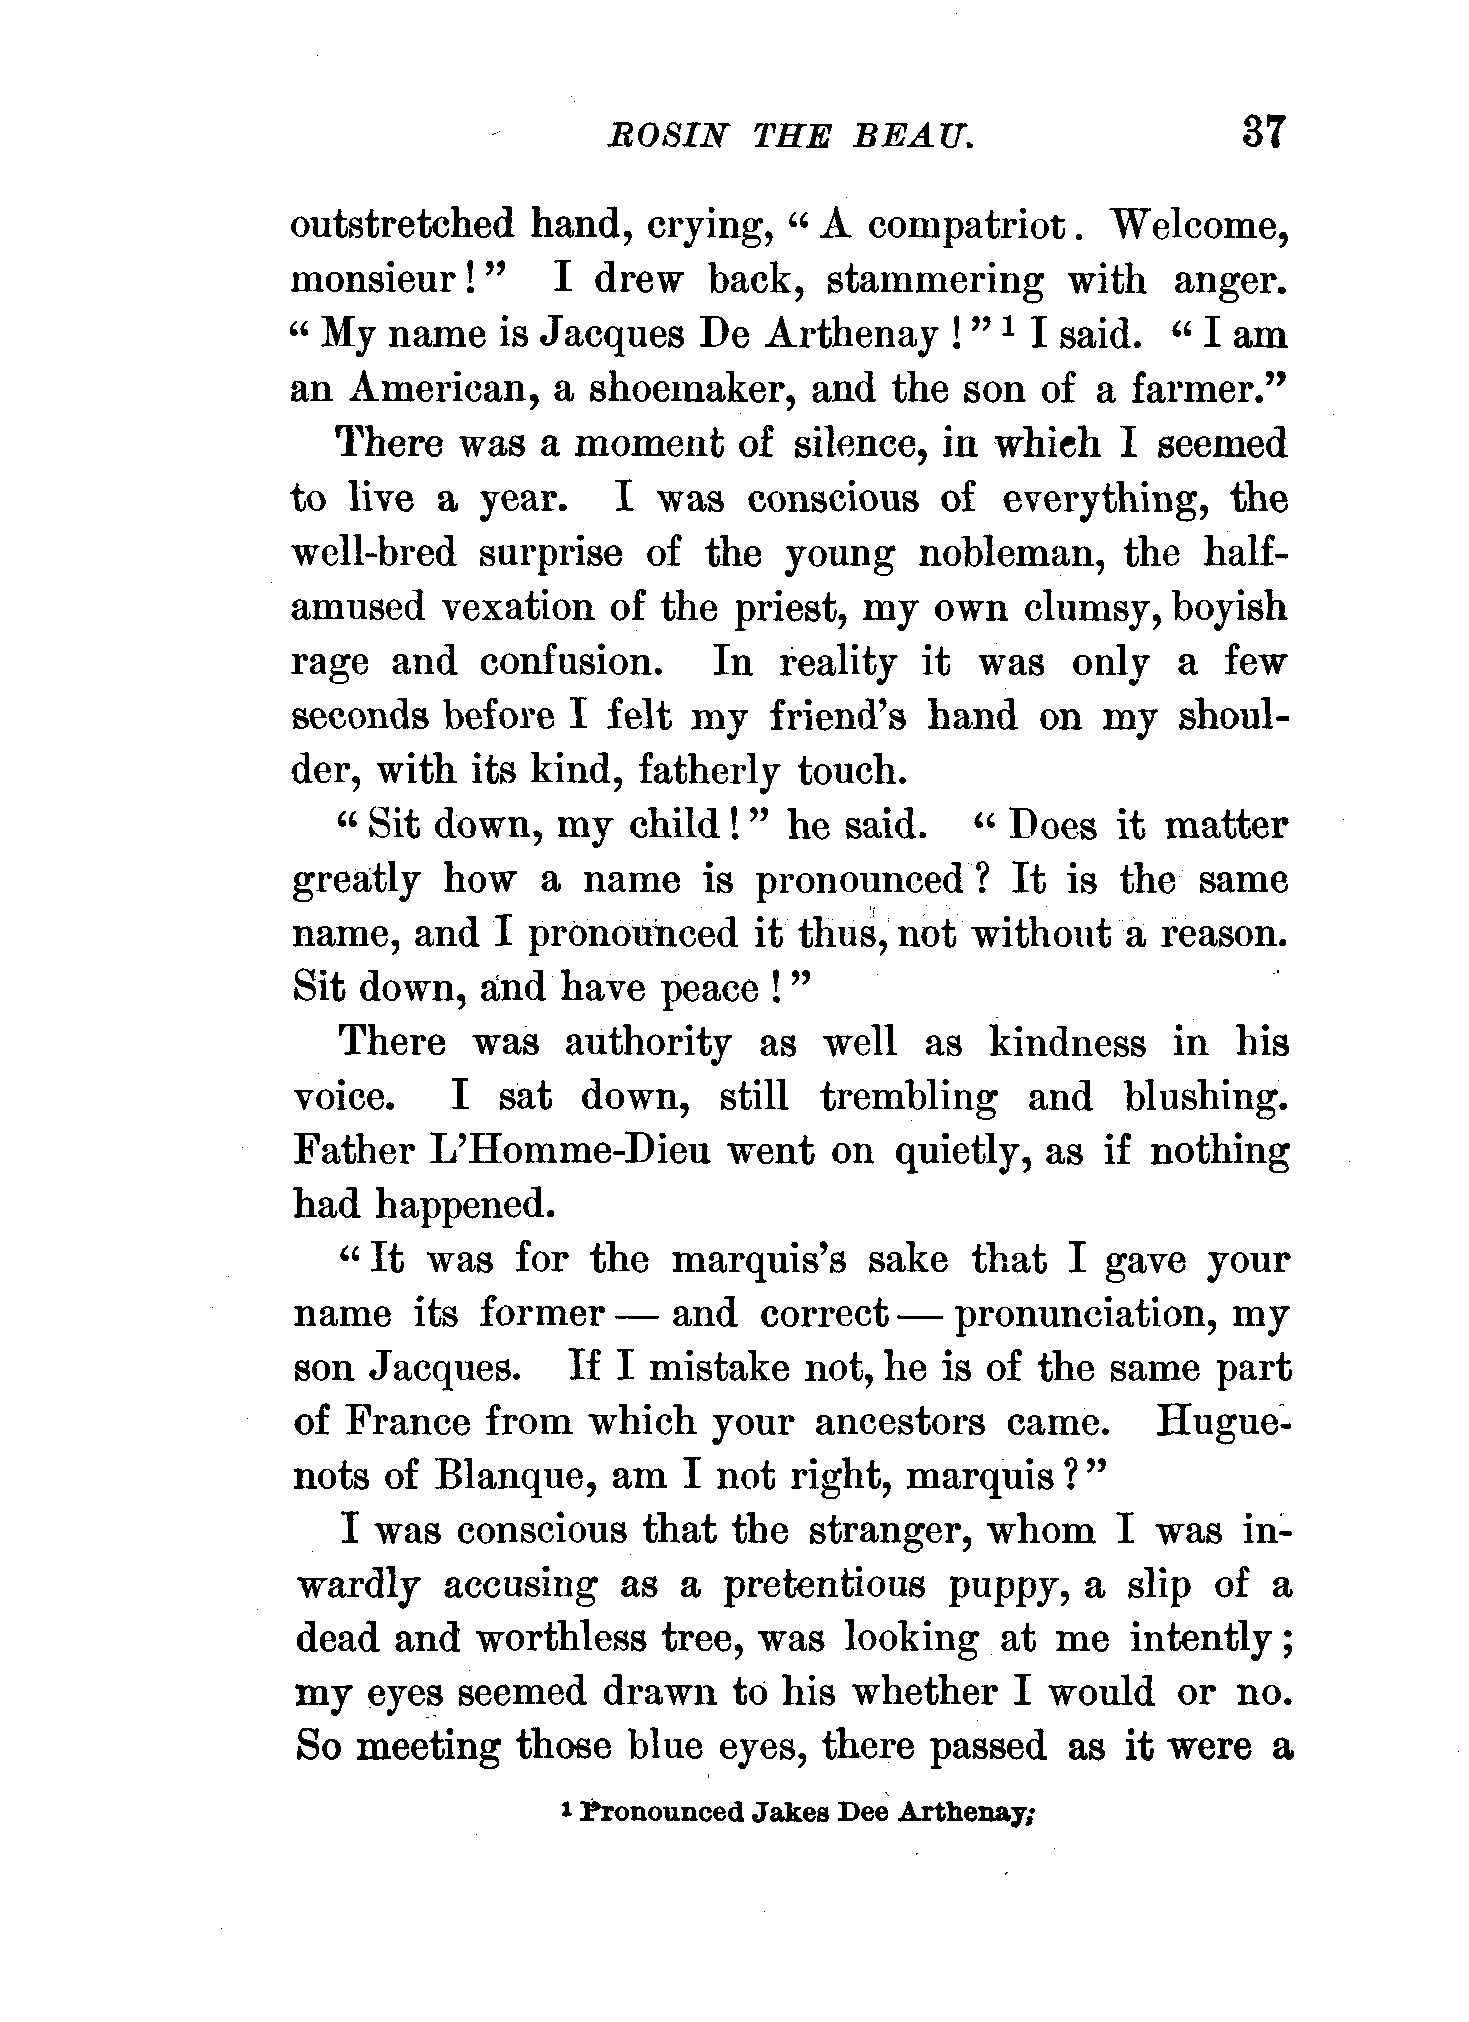 ROSIN THE BEAU. 37
outstretched hand, crying, “A compatriot. Welcome,
monsieur!” I drew back, stammering with anger.
“My name is Jacques De Arthenay!”¹ I said. “I am
an American, a shoemaker, and the son of a farmer.”
There was a moment of silence, in which I seemed
to live a year. I was conscious of everything, the
well-bred surprise of the young nobleman, the half-
amused vexation of the priest, my own clumsy, boyish
rage and confusion. In reality it was only a few
seconds before I felt my friend’s hand on my shoul-
der, with its kind, fatherly touch.
“Sit down, my child!” he said. “Does it matter
greatly how a name is pronounced? It is the same
name, and I pronounced it thus, not without a reason.
Sit down, and have peace!”
There was authority as well as kindness in his
voice. I sat down, still trembling and blushing.
Father L’Homme-Dieu went on quietly, as if nothing
had happened.
“It was for the marquis’s sake that I gave your
name its former — and correct — pronunciation, my
son Jacques. If I mistake not, he is of the same part
of France from which your ancestors came. Hugue-
nots of Blanque, am I not right, marquis?”
I was conscious that the stranger, whom I was in-
wardly accusing as a pretentious puppy, a slip of a
dead and worthless tree, was looking at me intently;
my eyes seemed drawn to his whether I would or no.
So meeting those blue eyes, there passed as it were a
¹ Pronounced Jakes Dee Arthenay;